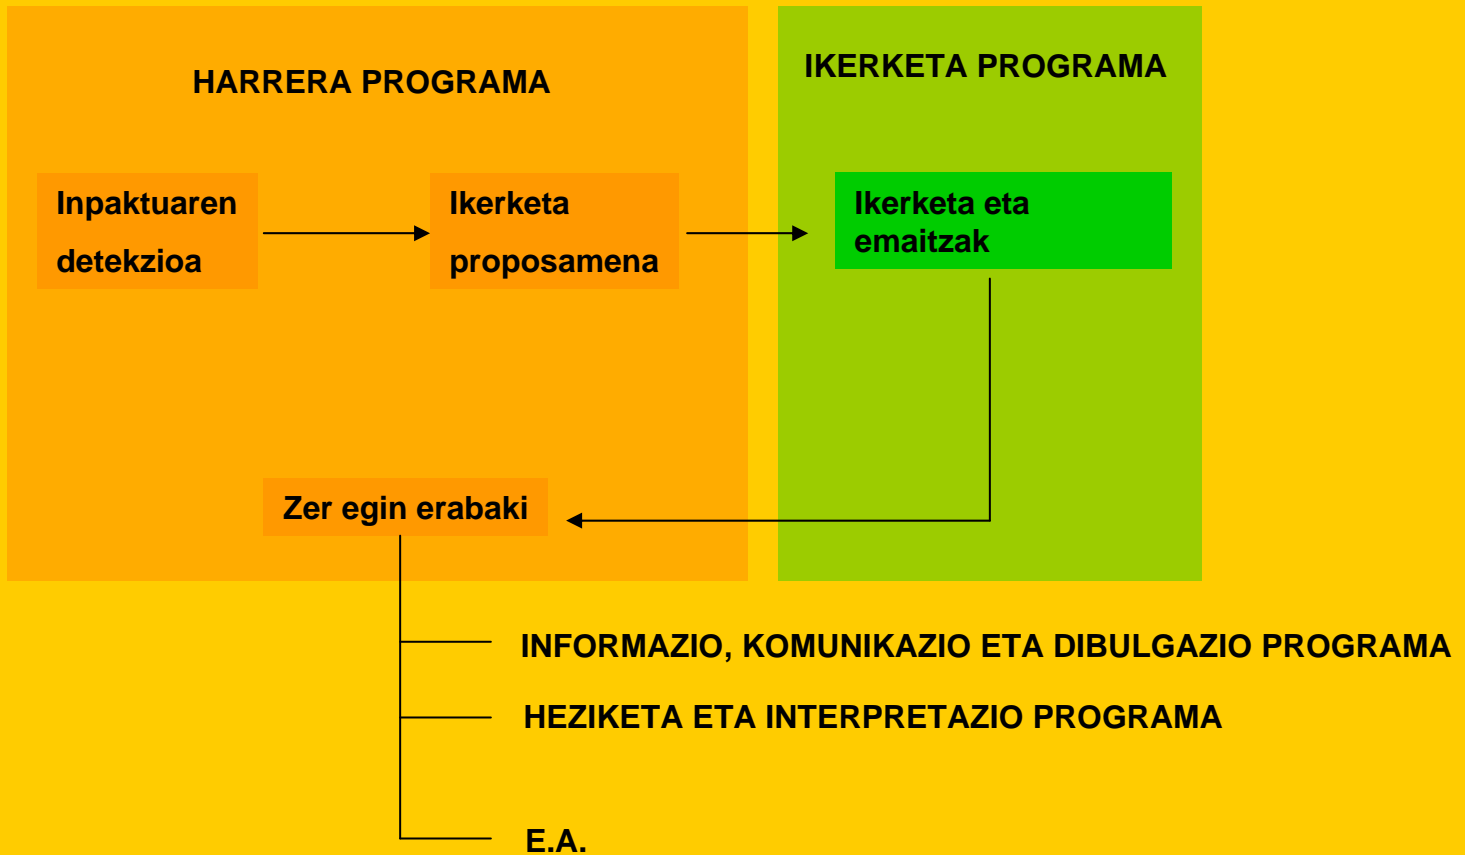 HARRERA PROGRAMA
IKERKETA PROGRAMA
Inpaktuaren
detekzioa
Ikerketa
proposamena
Ikerketa eta
emaitzak
Zer egin erabaki
INFORMAZIO, KOMUNIKAZIO ETA DIBULGAZIO PROGRAMA
HEZIKETA ETA INTERPRETAZIO PROGRAMA
E.A.